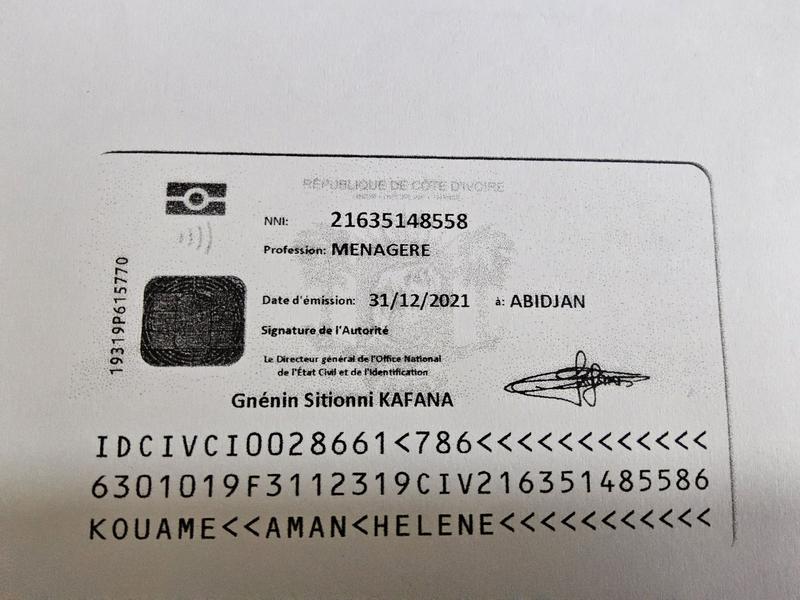 RÉPUBLIQUE DE CÔTE D'IVOIRE
NNI: 21635148558
Profession: MENAGERE
19319P615770
Date d'émission: 31/12/2021 à: ABIDJAN
Signature de l'Autorité
Le Directeur général de l'Office National
de l'État Civil et de l'Identification
Gnénin Sitionni KAFANA
IDCIVCI0028661<786<<<<<<<<<<<<
6301019F3112319CIV216351485586
KOUAME<<AMAN<HELENE<<<<<<<<<<<